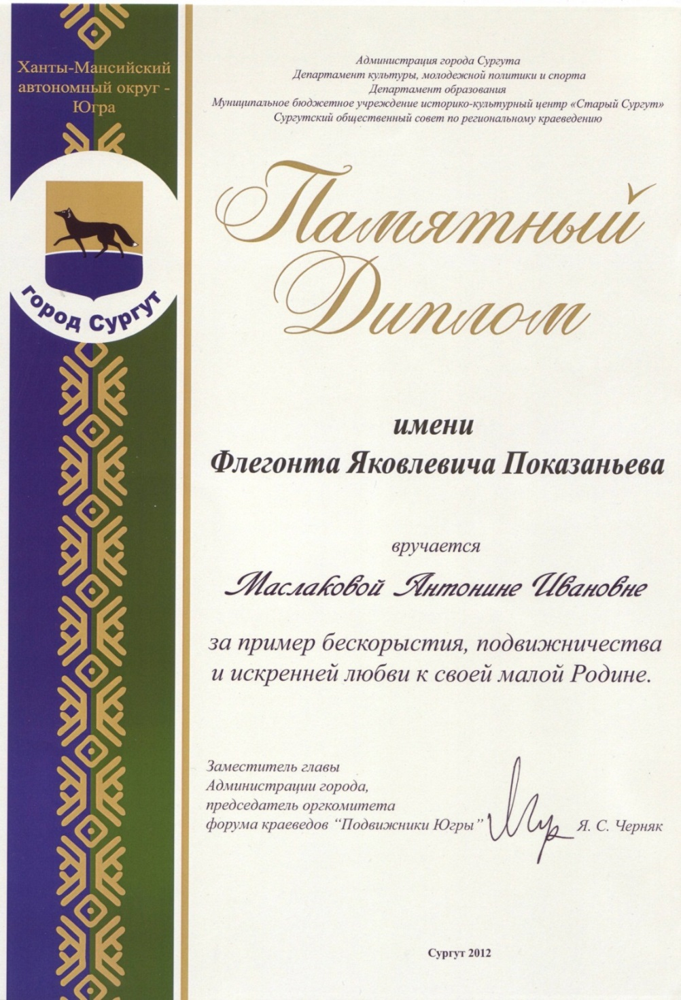 Ханты-Мансийский
автономный округ -
Югра
город Сургут
Администрация города Сургута
Департамент культуры, молодежной политики и спорта
Департамент образования
Муниципальное бюджетное учреждение историко-культурный центр «Старый Сургут»
Сургутский общественный совет по региональному краеведению
Памятный
Диплом
имени
Флегонта Яковлевича Показаньева
вручается
Маслаковой Антонине Ивановне
за пример бескорыстия, подвижничества
и искренней любви к своей малой Родине.
Заместитель главы
Администрации города,
председатель оргкомитета
форума краеведов “Подвижники Югры”
Я. С. Черняк
Сургут 2012